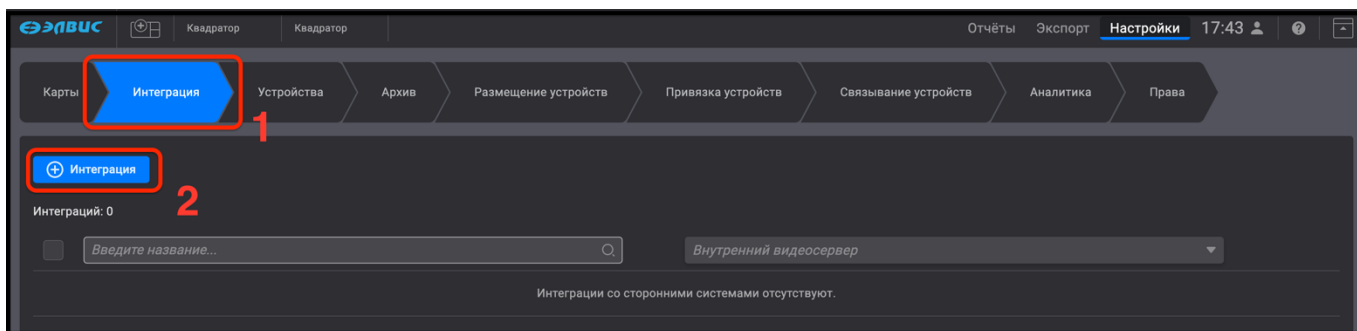 ЭЛВИС Квадратор Квадратор Отчёты Экспорт Настройки 17:43 ?
Карты Интеграция Устройства Архив Размещение устройств Привязка устройств Связывание устройств Аналитика Права
1
Интеграция
2
Интеграций: 0
Введите название... Внутренний видеосервер
Интеграции со сторонними системами отсутствуют.